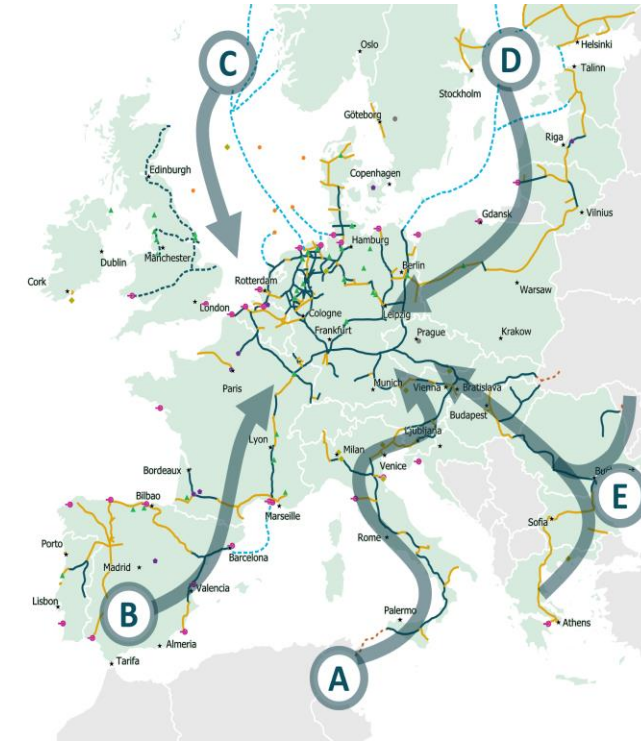 Oslo
Helsinki
C
D
Talinn
Stockholm
Göteborg
Riga
Edinburgh
Copenhagen
Vilnius
Gdansk
Dublin
Manchester
Hamburg
Berlin
Cork
Rotterdam
Warsaw
London
Cologne
Leipzig
Frankfurt
Prague
Krakow
Paris
Munich
Vienna
Bratislava
Budapest
Ljubljana
Lyon
Milan
Venice
Bordeaux
E
Bilbao
Marseille
Sofia
Porto
Rome
Madrid
Barcelona
Valencia
B
Lisbon
Palermo
Athens
Almeria
Tarifa
A